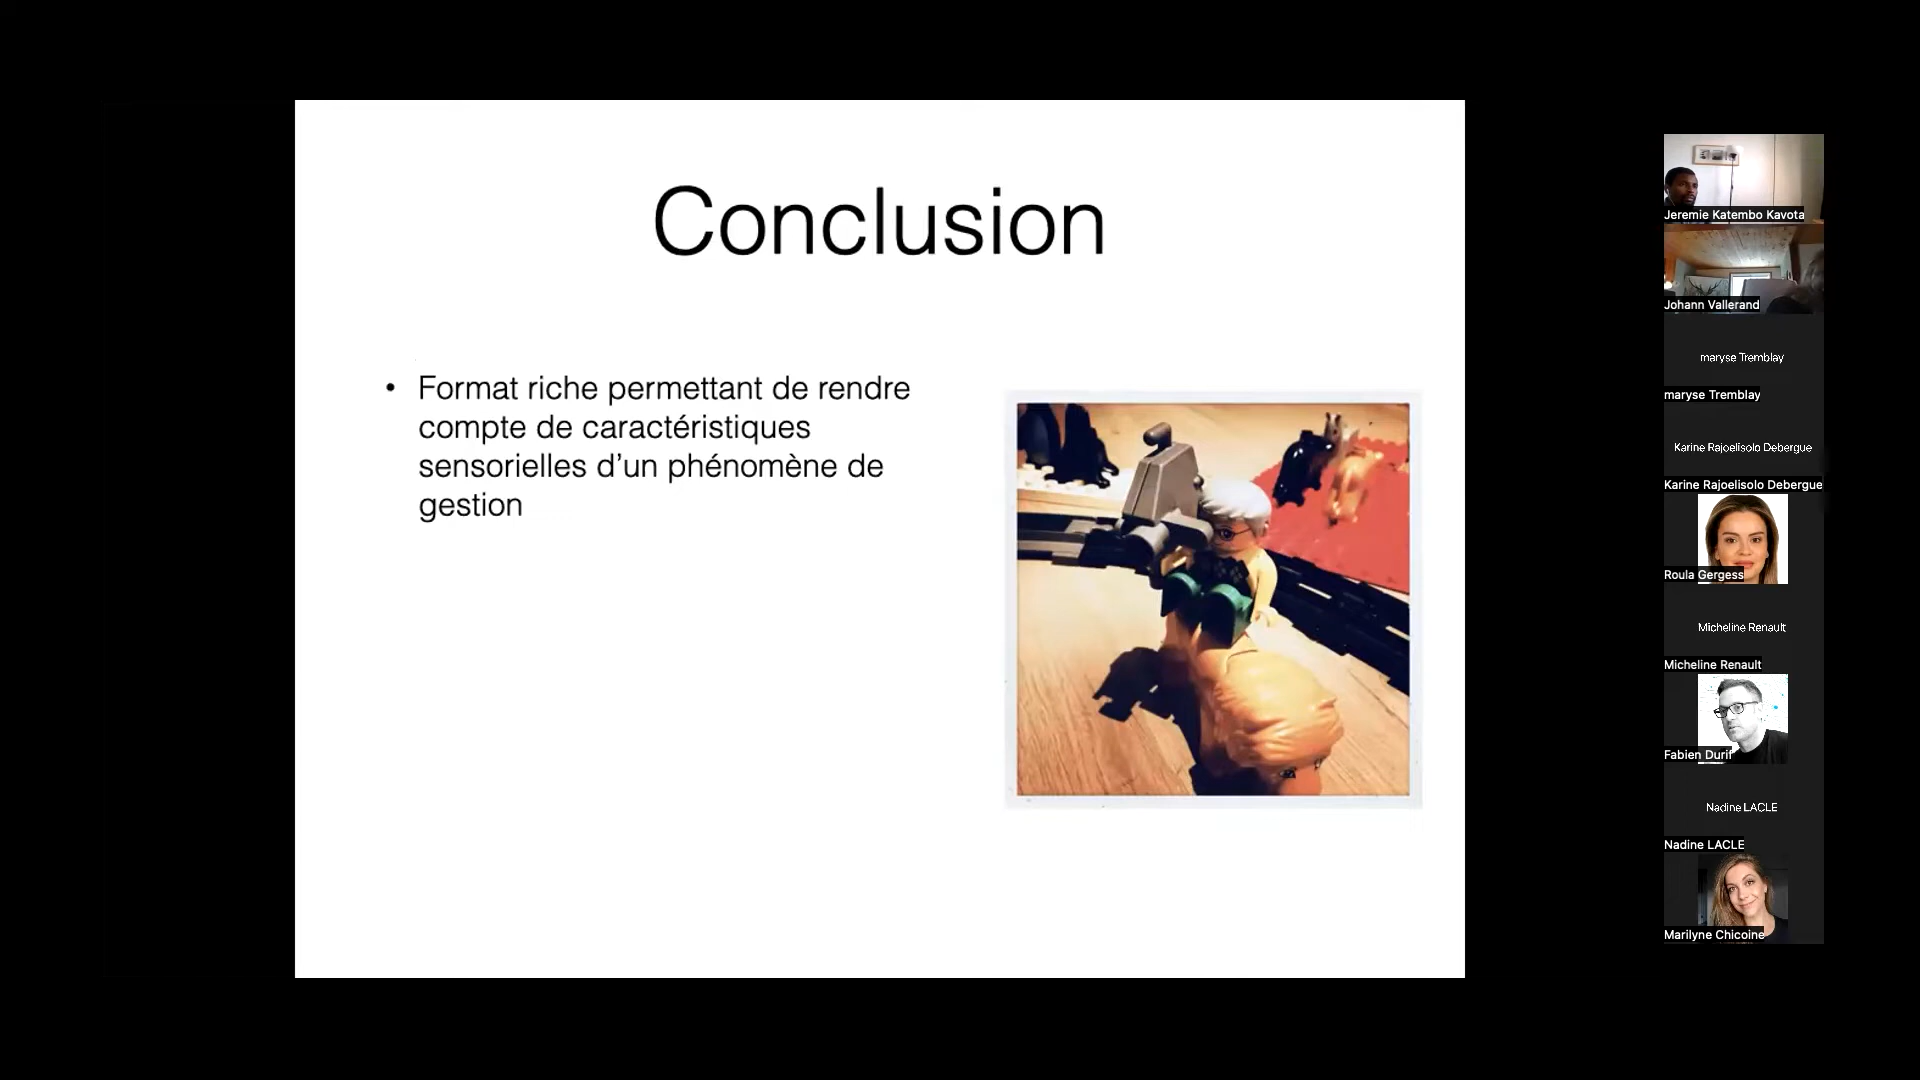 Conclusion
• Format riche permettant de rendre
compte de caractéristiques
sensorielles d’un phénomène de
gestion
Jeremie Katembo Kavota
Johann Vallerand
maryse Tremblay
maryse Tremblay
Karine Rajoelisolo Debergue
Karine Rajoelisolo Debergue
Roula Gergess
Micheline Renault
Micheline Renault
Fabien Durif
Nadine LACLE
Nadine LACLE
Marilyne Chicoine